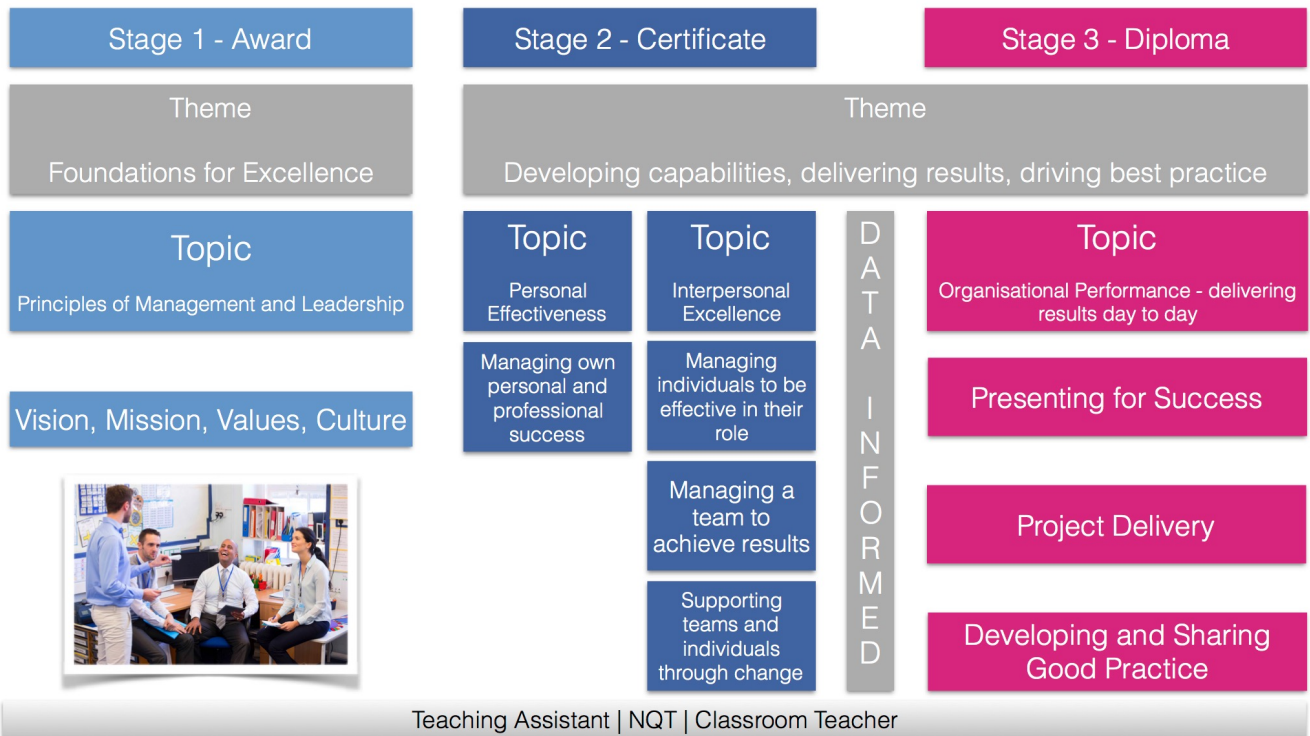 Stage 1 - Award
Stage 2 - Certificate
Stage 3 - Diploma
Theme
Foundations for Excellence
Theme
Developing capabilities, delivering results, driving best practice
Topic
Principles of Management and Leadership
Vision, Mission, Values, Culture
Topic
Personal
Effectiveness
Managing own
personal and
professional
success
Topic
Interpersonal
Excellence
Managing
individuals to be
effective in their
role
Managing a
team to
achieve results
Supporting
teams and
individuals
through change
DATA INFORMED
Topic
Organisational Performance - delivering
results day to day
Presenting for Success
Project Delivery
Developing and Sharing
Good Practice
Teaching Assistant | NQT | Classroom Teacher